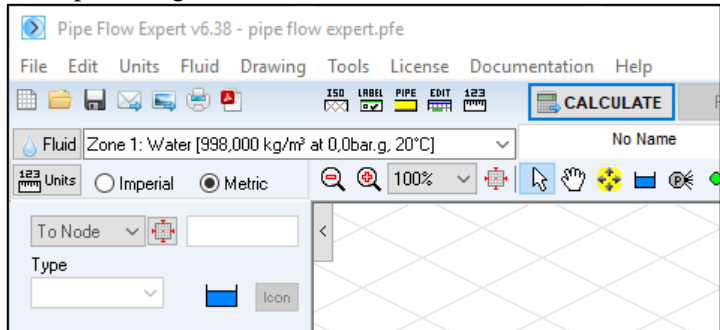 Pipe Flow Expert v6.38 - pipe flow expert.pfe
File Edit Units Fluid Drawing Tools License Documentation Help
ISO LABEL PIPE EDIT 123 CALCULATE
Fluid Zone 1: Water [998,000 kg/m³ at 0,0bar.g, 20°C] No Name
123 Units Imperial Metric 100%
To Node
Type
Icon